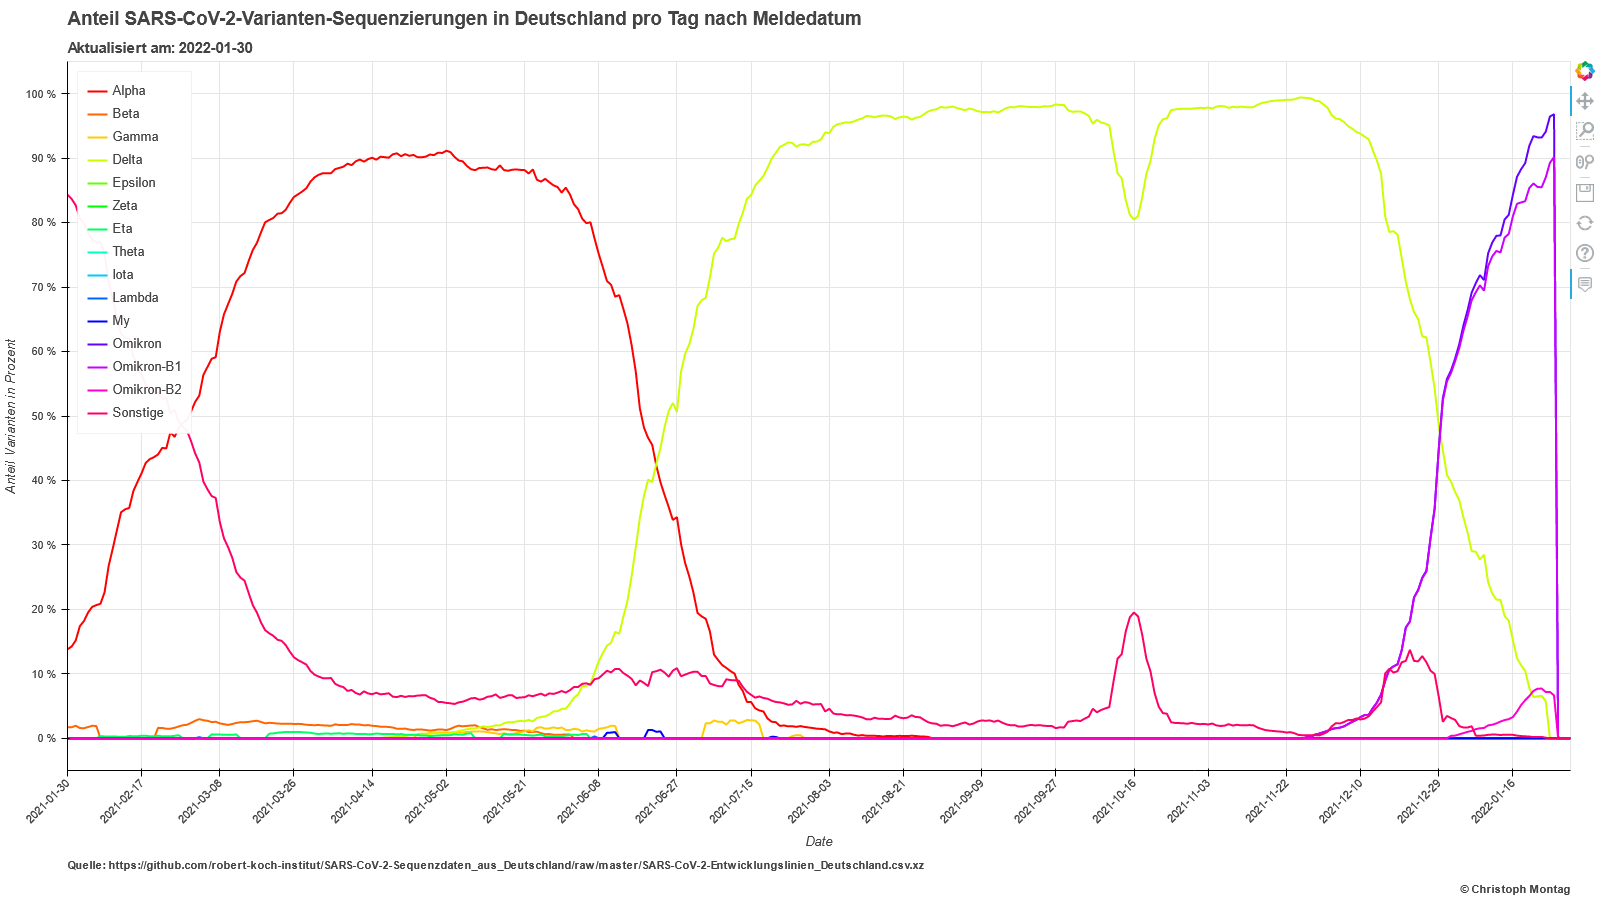 Anteil SARS-CoV-2-Varianten-Sequenzierungen in Deutschland pro Tag nach Meldedatum
Aktualisiert am: 2022-01-30
Alpha
Beta
Gamma
Delta
Epsilon
Zeta
Eta
Theta
Iota
Lambda
My
Omikron
Omikron-B1
Omikron-B2
Sonstige
100 %
90 %
80 %
70 %
60 %
50 %
40 %
30 %
20 %
10 %
0 %
Anteil Varianten in Prozent
2021-01-30
2021-02-17
2021-03-8
2021-03-26
2021-04-14
2021-05-02
2021-05-21
2021-06-8
2021-06-27
2021-07-15
2021-08-03
2021-08-21
2021-09-09
2021-09-27
2021-10-16
2021-11-03
2021-11-22
2021-12-10
2021-12-29
2022-01-16
Date
Quelle: https://github.com/robert-koch-institut/SARS-CoV-2-Sequenzdaten_aus_Deutschland/raw/master/SARS-CoV-2-Entwicklungslinien_Deutschland.csv.xz
© Christoph Montag